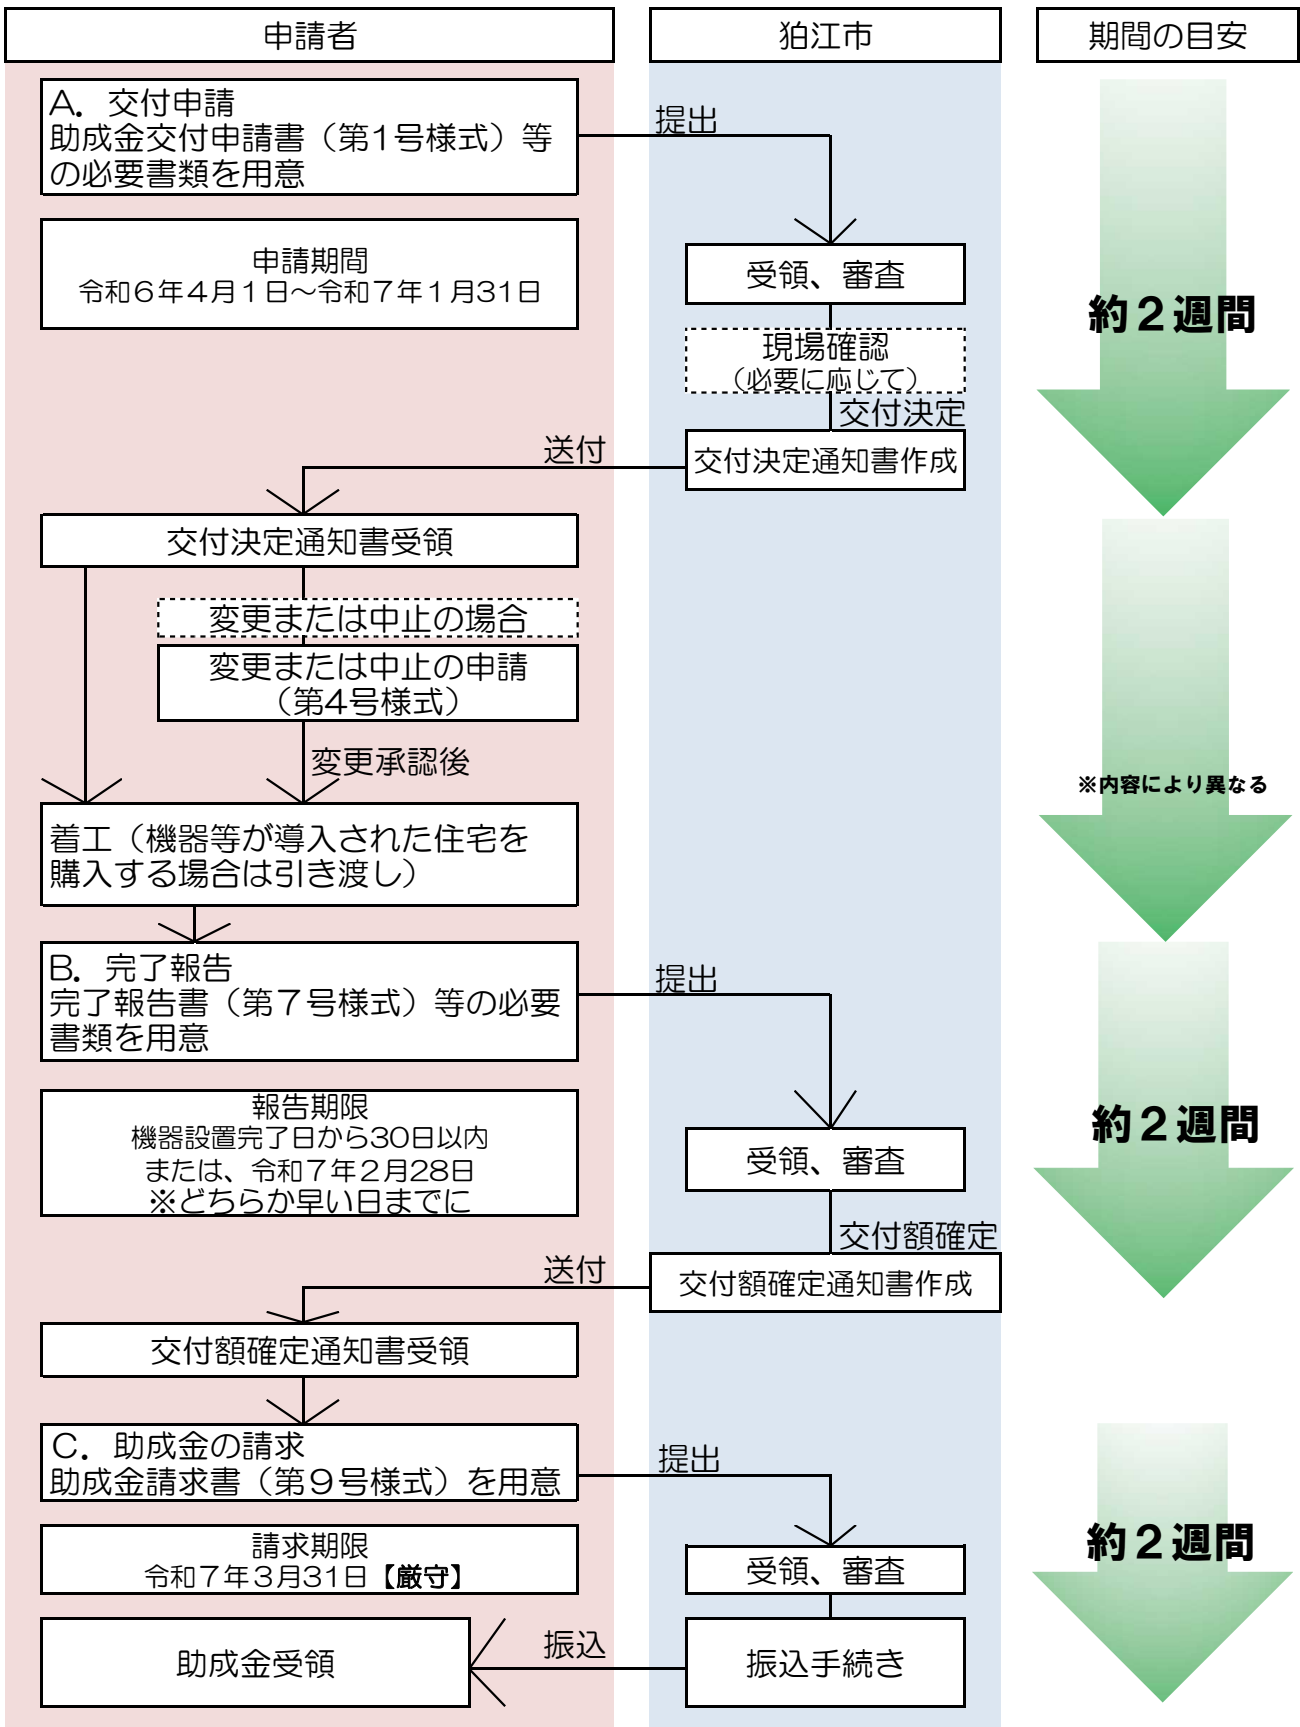 申請者
狛江市
期間の目安
A．交付申請
助成金交付申請書（第1号様式）等
の必要書類を用意
提出
申請期間
令和６年４月１日～令和７年１月31日
受領、審査
約２週間
現場確認
（必要に応じて）
交付決定
送付
交付決定通知書作成
交付決定通知書受領
変更または中止の場合
変更または中止の申請
（第4号様式）
変更承認後
※内容により異なる
着工（機器等が導入された住宅を
購入する場合は引き渡し）
B．完了報告
完了報告書（第７号様式）等の必要
書類を用意
提出
報告期限
機器設置完了日から30日以内
または、令和７年２月28日
※どちらか早い日までに
約２週間
受領、審査
交付額確定
送付
交付額確定通知書作成
交付額確定通知書受領
C．助成金の請求
助成金請求書（第９号様式）を用意
提出
請求期限
令和７年３月31日【厳守】
約２週間
受領、審査
助成金受領
振込
振込手続き